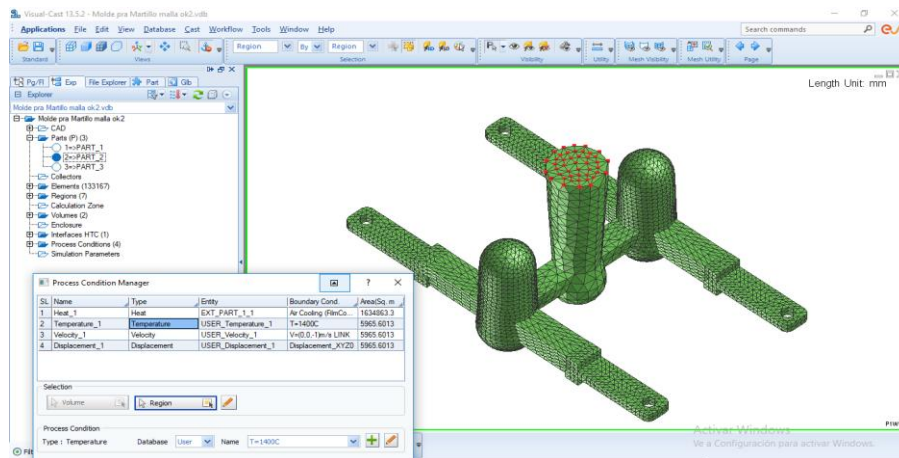 Visual-Cast 13.5.2 - Molde pra Martillo malla ok2.vdb
Applications File Edit View Database Cast Workflow Tools Window Help
Search commands
Region By Region
Standard Views Selection Visibility Utility Mesh Visibility Mesh Utility Page
Pg/Fl Exp File Explorer Part Glb
Explorer
Molde pra Martillo malla ok2.vdb
Molde pra Martillo malla ok2
CAD
Parts (P) (3)
1=>PART_1
2=>PART_2
3=>PART_3
Collectors
Elements (133167)
Regions (7)
Calculation Zone
Volumes (2)
Enclosure
Interfaces HTC (1)
Process Conditions (4)
Simulation Parameters
Length Unit: mm
Process Condition Manager
SL Name Type Entity Boundary Cond. Area(Sq. m
1 Heat_1 Heat EXT_PART_1_1 Air Cooling (FilmCo... 1634863.3
2 Temperature_1 Temperature USER_Temperature_1 T=1400C 5965.6013
3 Velocity_1 Velocity USER_Velocity_1 V=(0,0,-1)m/s LINK 5965.6013
4 Displacement_1 Displacement USER_Displacement_1 Displacement_XYZ0 5965.6013
Selection
Volume Region
Process Condition
Type : Temperature Database User Name T=1400C
Activar Windows
Ve a Configuración para activar Windows.